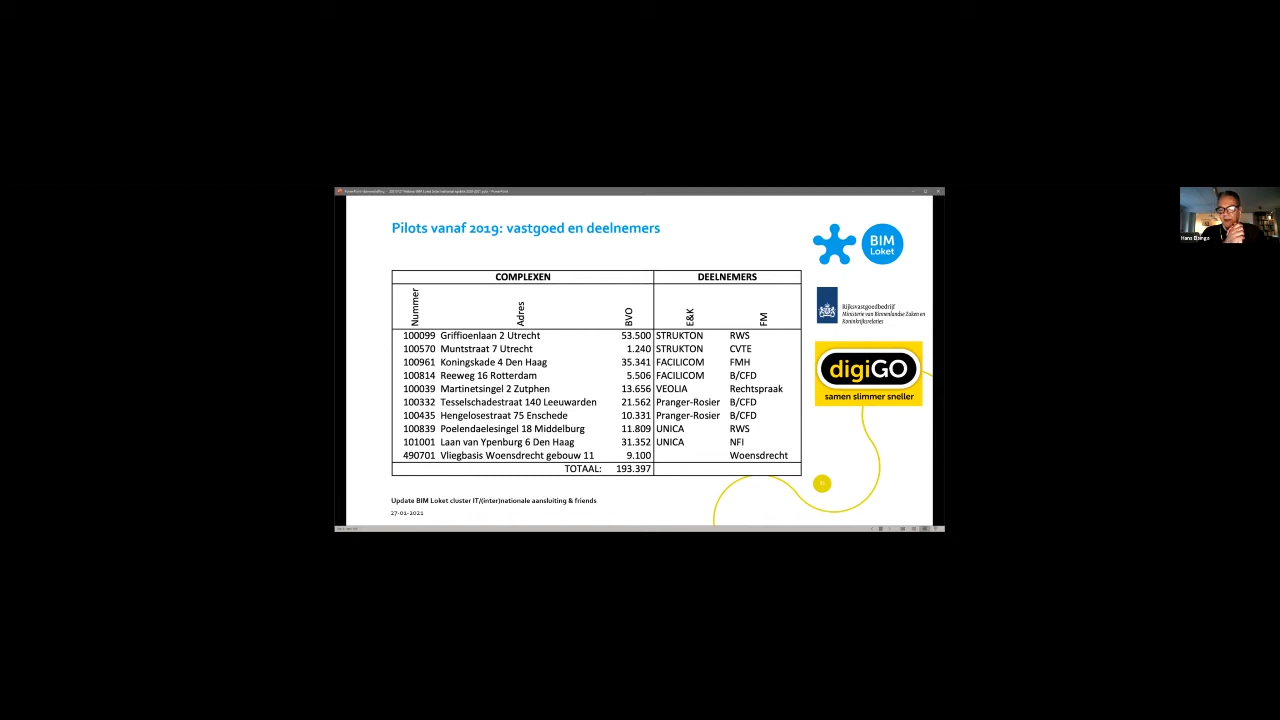 Pilots vanaf 2019: vastgoed en deelnemers
BIM
Loket
COMPLEXEN DEELNEMERS
Nummer Adres BVO E&K FM
100099 Griffioenlaan 2 Utrecht 53.500 STRUKTON RWS
100570 Muntstraat 7 Utrecht 1.240 STRUKTON CVTE
100961 Koningskade 4 Den Haag 35.341 FACILICOM FMH
100814 Reeweg 16 Rotterdam 5.506 FACILICOM B/CFD
100039 Martinetsingel 2 Zutphen 13.656 VEOLIA Rechtspraak
100332 Tesselschadestraat 140 Leeuwarden 21.562 Pranger-Rosier B/CFD
100435 Hengelosestraat 75 Enschede 10.331 Pranger-Rosier B/CFD
100839 Poelendaelesingel 18 Middelburg 11.809 UNICA RWS
101001 Laan van Ypenburg 6 Den Haag 31.352 UNICA NFI
490701 Vliegbasis Woensdrecht gebouw 11 9.100 Woensdrecht
TOTAAL: 193.397
Rijksvastgoedbedrijf
Ministerie van Binnenlandse Zaken en
Koninkrijksrelaties
digiGO
samen slimmer sneller
Update BIM Loket cluster IT/(inter)nationale aansluiting & friends
27-01-2021
Hans